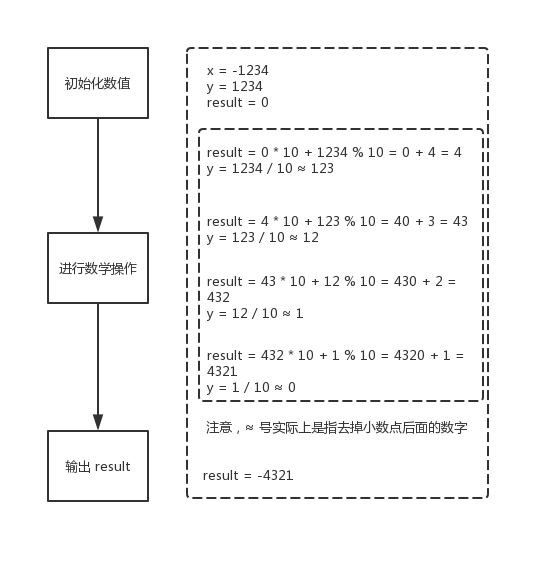 初始化数值
x = -1234
y = 1234
result = 0
result = 0 * 10 + 1234 % 10 = 0 + 4 = 4
y = 1234 / 10 ≈ 123
result = 4 * 10 + 123 % 10 = 40 + 3 = 43
y = 123 / 10 ≈ 12
进行数学操作
result = 43 * 10 + 12 % 10 = 430 + 2 =
432
y = 12 / 10 ≈ 1
result = 432 * 10 + 1 % 10 = 4320 + 1 =
4321
y = 1 / 10 ≈ 0
注意，≈ 号实际上是指去掉小数点后面的数字
输出 result
result = -4321